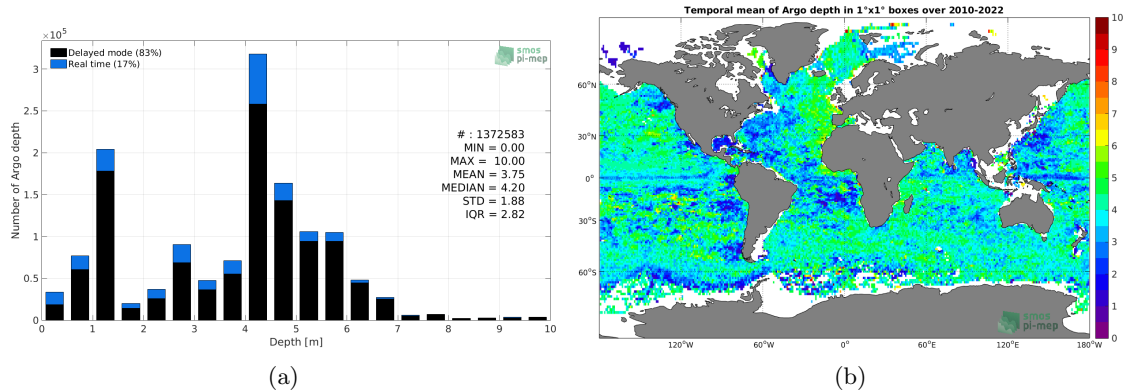 Delayed mode (83%)
Real time (17%)
smos
pi-mep
×10⁵
3
2.5
2
1.5
1
0.5
0
Number of Argo depth
# : 1372583
MIN = 0.00
MAX = 10.00
MEAN = 3.75
MEDIAN = 4.20
STD = 1.88
IQR = 2.82
0 1 2 3 4 5 6 7 8 9 10
Depth [m]
(a)
Temporal mean of Argo depth in 1°x1° boxes over 2010-2022
60°N
30°N
0°
30°S
60°S
120°W 60°W 0° 60°E 120°E 180°W
smos
pi-mep
10
9
8
7
6
5
4
3
2
1
0
(b)